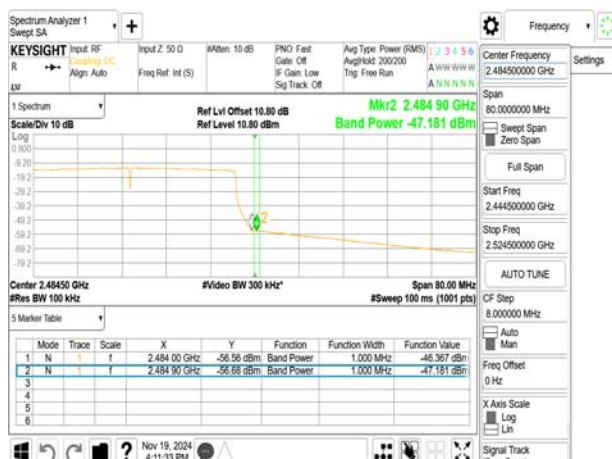 Spectrum Analyzer 1
Swept SA
Frequency
KEYSIGHT
R
Input: RF
Coupling: DC
Align: Auto
Input Z: 50 Ω
Freq Ref: Int (S)
#Atten: 10 dB
PNO: Fast
Gate: Off
IF Gain: Low
Sig Track: Off
Avg Type: Power (RMS)
Avg|Hold: 200/200
Trig: Free Run
1 2 3 4 5 6
A W W W W W
A N N N N N
Center Frequency
2.484500000 GHz
Settings
Span
80.0000000 MHz
Swept Span
Zero Span
Full Span
Start Freq
2.444500000 GHz
Stop Freq
2.524500000 GHz
AUTO TUNE
CF Step
8.000000 MHz
Auto
Man
Freq Offset
0 Hz
X Axis Scale
Log
Lin
Signal Track
1 Spectrum
Scale/Div 10 dB
Log
Ref Lvl Offset 10.80 dB
Ref Level 10.80 dBm
Mkr2 2.484 90 GHz
Band Power -47.181 dBm
0.800
-9.20
-19.2
-29.2
-39.2
-49.2
-59.2
-69.2
-79.2
2
Center 2.48450 GHz
#Res BW 100 kHz
#Video BW 300 kHz*
Span 80.00 MHz
#Sweep 100 ms (1001 pts)
5 Marker Table
Mode Trace Scale X Y Function Function Width Function Value
1 N 1 f 2.484 00 GHz -56.56 dBm Band Power 1.000 MHz -46.367 dBm
2 N 1 f 2.484 90 GHz -56.68 dBm Band Power 1.000 MHz -47.181 dBm
3
4
5
6
Nov 19, 2024
4:11:33 PM